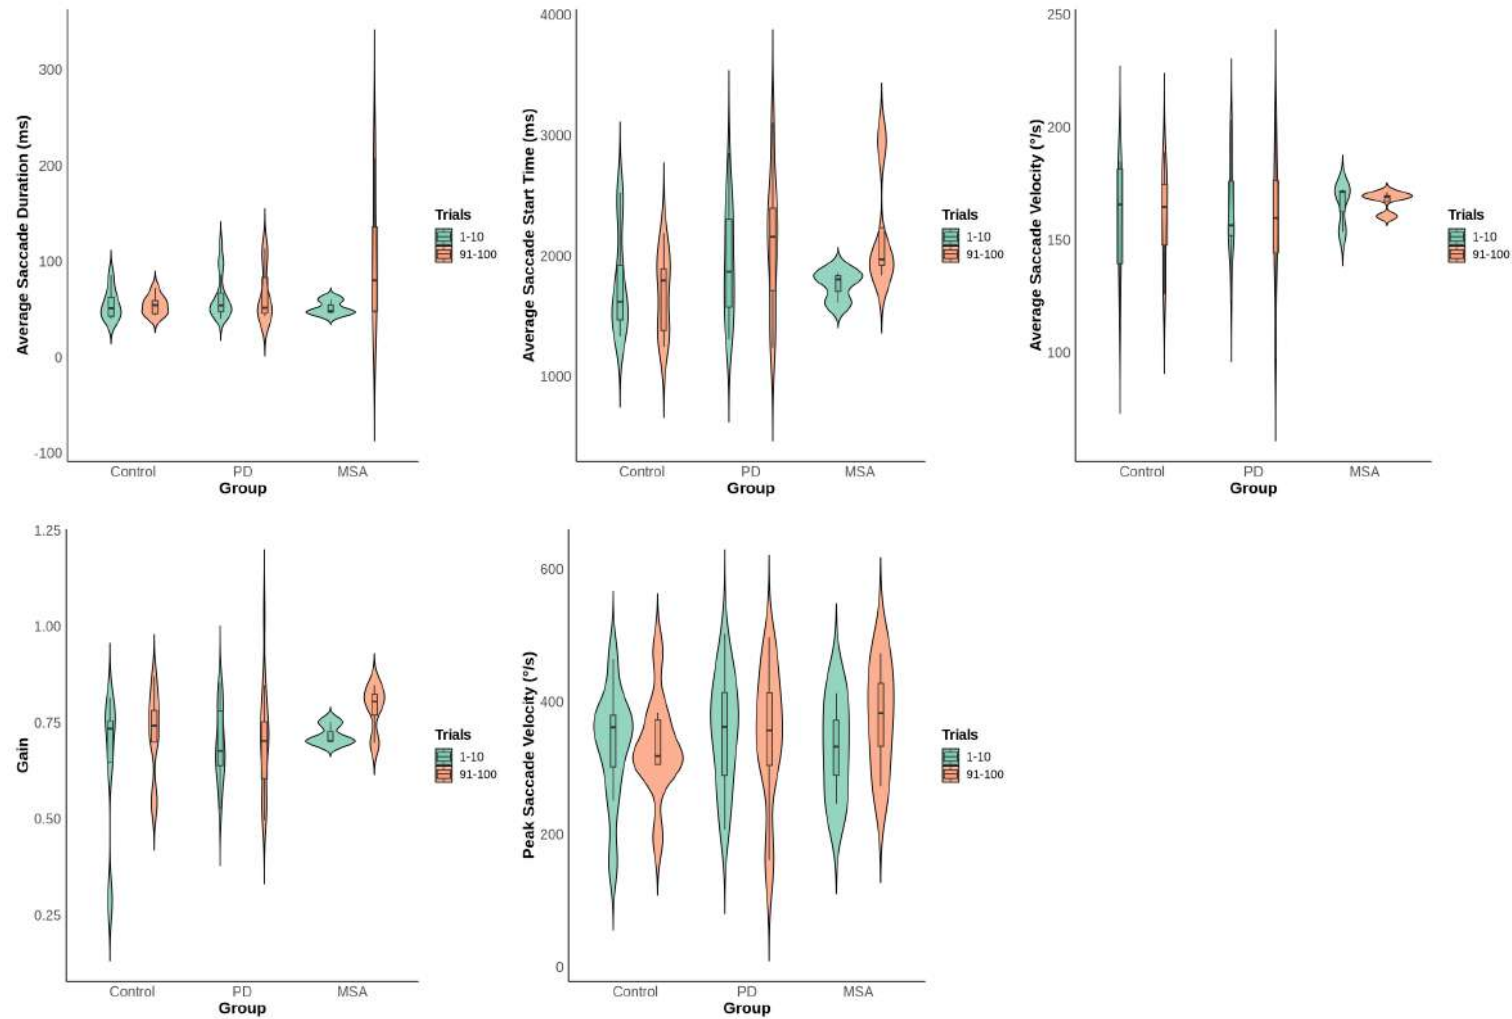 Average Saccade Duration (ms)
300
200
100
0
-100
Control
PD
MSA
Group
Trials
1-10
91-100
Average Saccade Start Time (ms)
4000
3000
2000
1000
Control
PD
MSA
Group
Trials
1-10
91-100
Average Saccade Velocity (°/s)
250
200
150
100
Control
PD
MSA
Group
Trials
1-10
91-100
Gain
1.25
1.00
0.75
0.50
0.25
Control
PD
MSA
Group
Trials
1-10
91-100
Peak Saccade Velocity (°/s)
600
400
200
0
Control
PD
MSA
Group
Trials
1-10
91-100